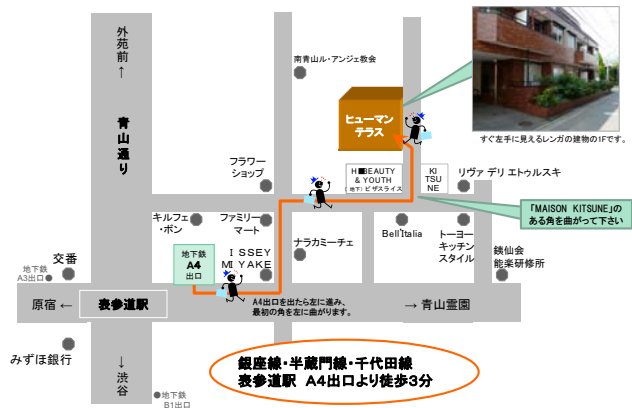 外苑前
↑
青山通り
南青山ル・アンジェ教会
ヒューマン
テラス
すぐ左手に見えるレンガの建物の1Fです。
フラワー
ショップ
H BEAUTY
& YOUTH
(地下)ピザスライス
KI
TSU
NE
リヴァ デリ エトゥルスキ
「MAISON KITSUNE」の
ある角を曲がって下さい
キルフェ
・ボン
ファミリー
マート
Bell'Italia
トーヨー
キッチン
スタイル
銕仙会
能楽研修所
ナラカミーチェ
地下鉄
A4
出口
ISSEY
MIYAKE
交番
地下鉄
A3出口
原宿 ←
表参道駅
A4出口を出たら左に進み、
最初の角を左に曲がります。
→ 青山霊園
みずほ銀行
↓
渋谷
地下鉄
B1出口
銀座線・半蔵門線・千代田線
表参道駅 A4出口より徒歩3分